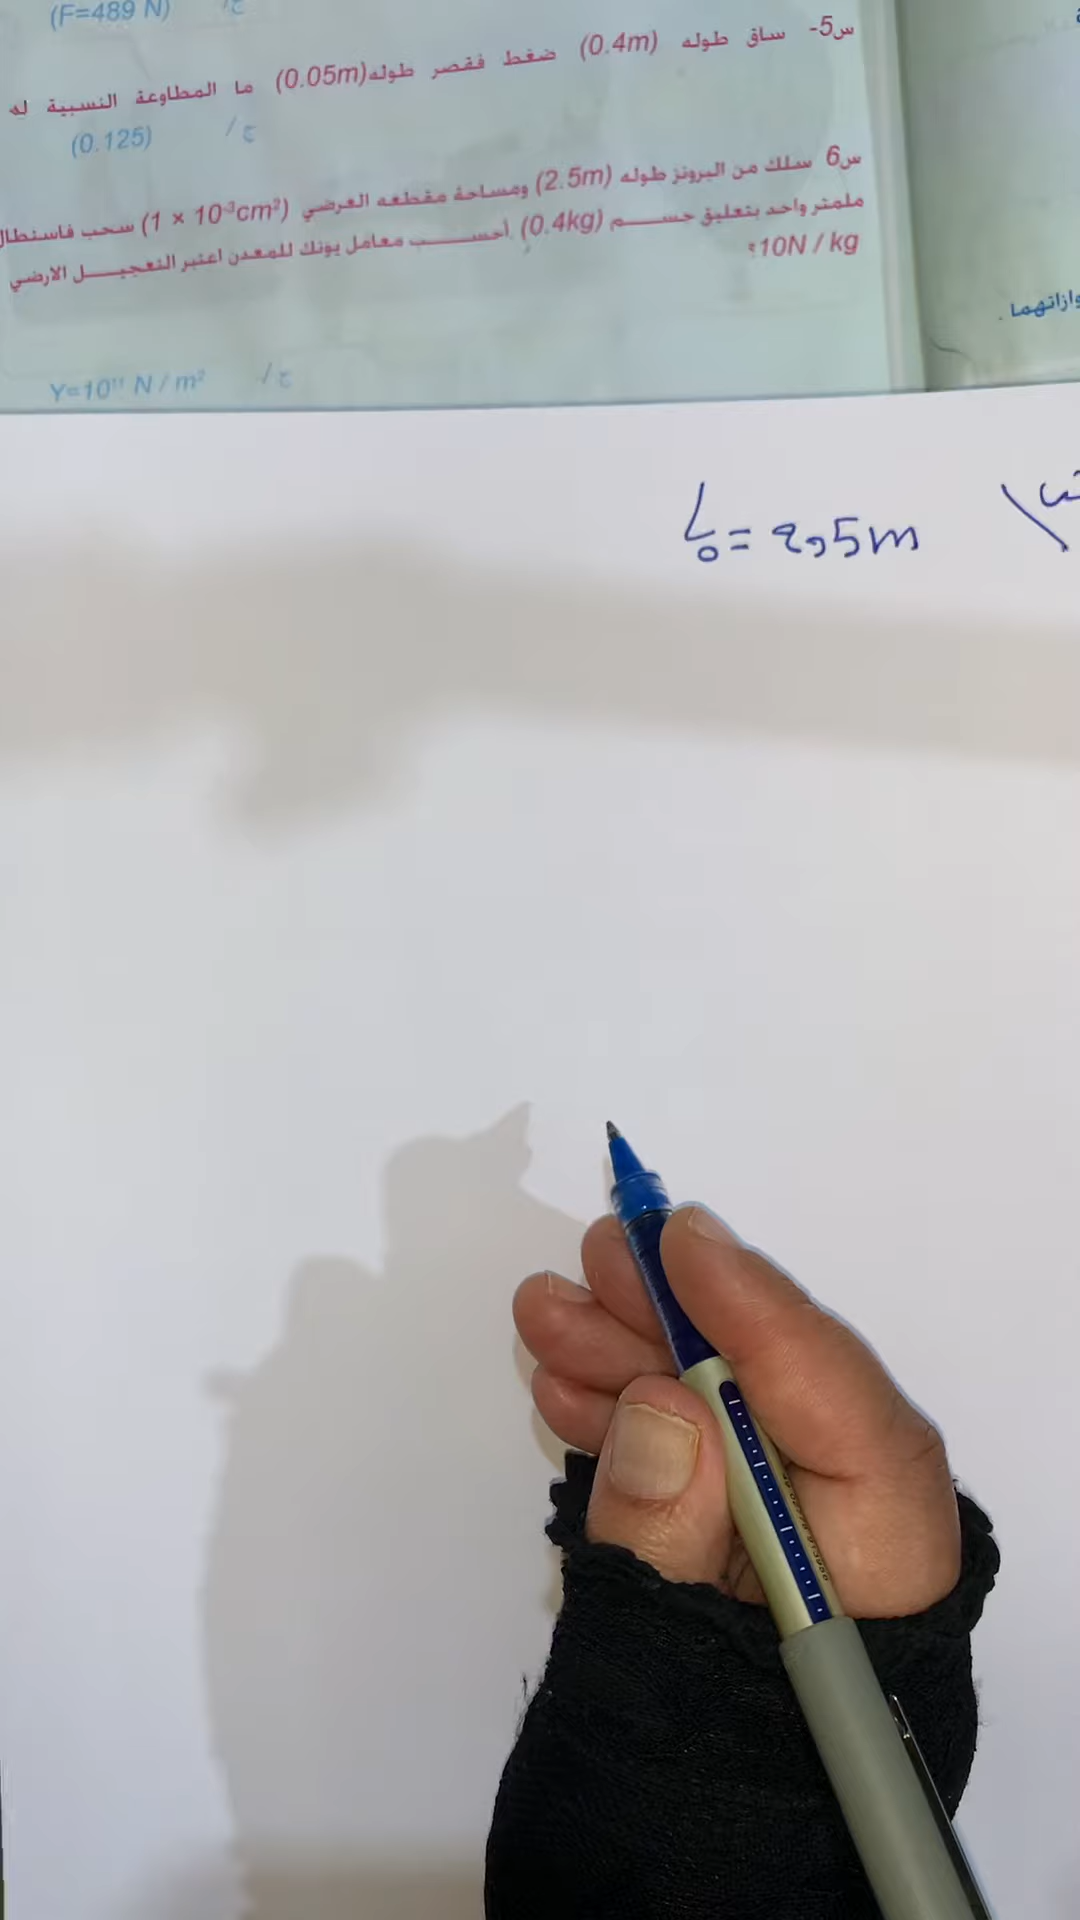 (F=489 N) ج/
س5- ساق طوله (0.4m) ضغط فقصر طوله(0.05m) ما المطاوعة النسبية له
(0.125) ج/
س6 سلك من البرونز طوله (2.5m) ومساحة مقطعه العرضي (1 × 10⁻³cm²) سحب فاستطال
ملمتر واحد بتعليق جسم (0.4kg) أحسب معامل يونك للمعدن اعتبر التعجيل الارضي
10N / kg؟
وازاتهما .
Y=10¹¹ N / m² ج/
L₀ = 2,5m